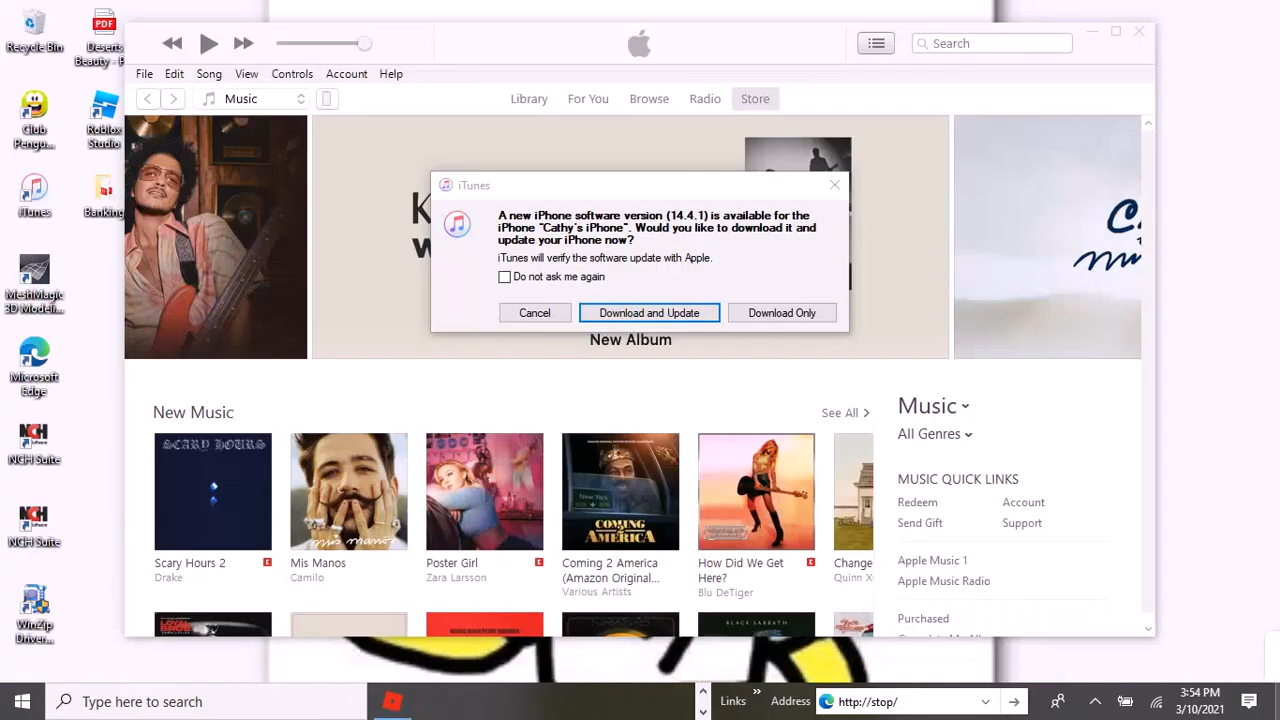 Recycle Bin
PDF
Deserts
Beauty - F
Club
Pengu...
Roblox
Studio
iTunes
Banking
MeshMagic
3D Modeli...
Microsoft
Edge
NCH
Software
NCH Suite
NCH
Software
NCH Suite
WinZip
Driver...
Search
File Edit Song View Controls Account Help
Music
Library For You Browse Radio Store
K
w
iTunes
A new iPhone software version (14.4.1) is available for the
iPhone "Cathy's iPhone". Would you like to download it and
update your iPhone now?
iTunes will verify the software update with Apple.
Do not ask me again
Cancel Download and Update Download Only
New Album
New Music See All >
SCARY HOURS
mis manos
New York
COMING 2
AMERICA
Scary Hours 2 E
Drake
Mis Manos
Camilo
Poster Girl E
Zara Larsson
Coming 2 America
(Amazon Original...
Various Artists
How Did We Get E
Here?
Blu DeTiger
Change
Quinn X
BLACK SABBATH
Music
All Genres
MUSIC QUICK LINKS
Redeem Account
Send Gift Support
Apple Music 1
Apple Music Radio
Purchased
Type here to search
Links » Address http://stop/
3:54 PM
3/10/2021